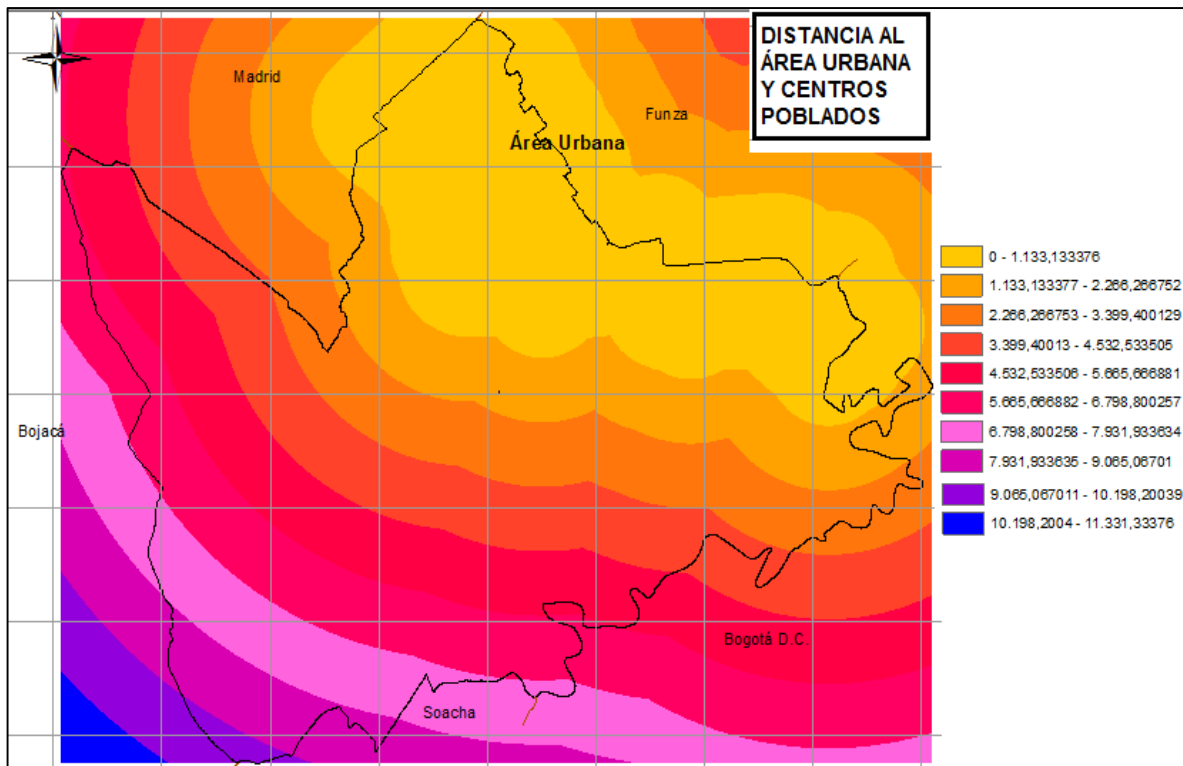 DISTANCIA AL
ÁREA URBANA
Y CENTROS
POBLADOS
Madrid
Funza
Área Urbana
Bojacá
Bogotá D.C.
Soacha
0 - 1.133,133376
1.133,133377 - 2.266,266752
2.266,266753 - 3.399,400129
3.399,40013 - 4.532,533505
4.532,533506 - 5.665,666881
5.665,666882 - 6.798,800257
6.798,800258 - 7.931,933634
7.931,933635 - 9.065,06701
9.065,067011 - 10.198,20039
10.198,2004 - 11.331,33376